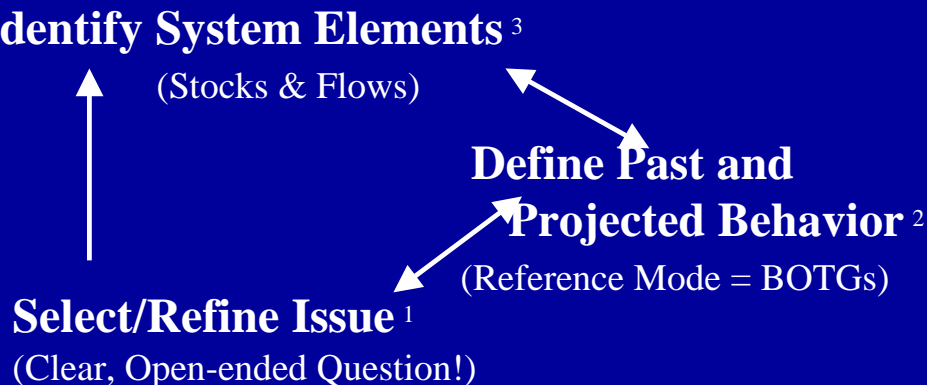 dentify System Elements 3
(Stocks & Flows)
Define Past and
Projected Behavior 2
(Reference Mode = BOTGs)
Select/Refine Issue 1
(Clear, Open-ended Question!)